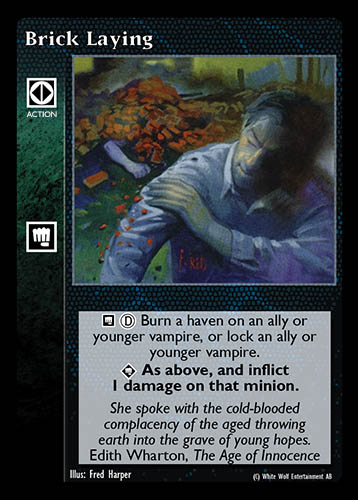 Brick Laying
ACTION
D Burn a haven on an ally or
younger vampire, or lock an ally or
younger vampire.
As above, and inflict
1 damage on that minion.
She spoke with the cold-blooded
complacency of the aged throwing
earth into the grave of young hopes.
Edith Wharton, The Age of Innocence
Illus: Fred Harper
(C) White Wolf Entertainment AB